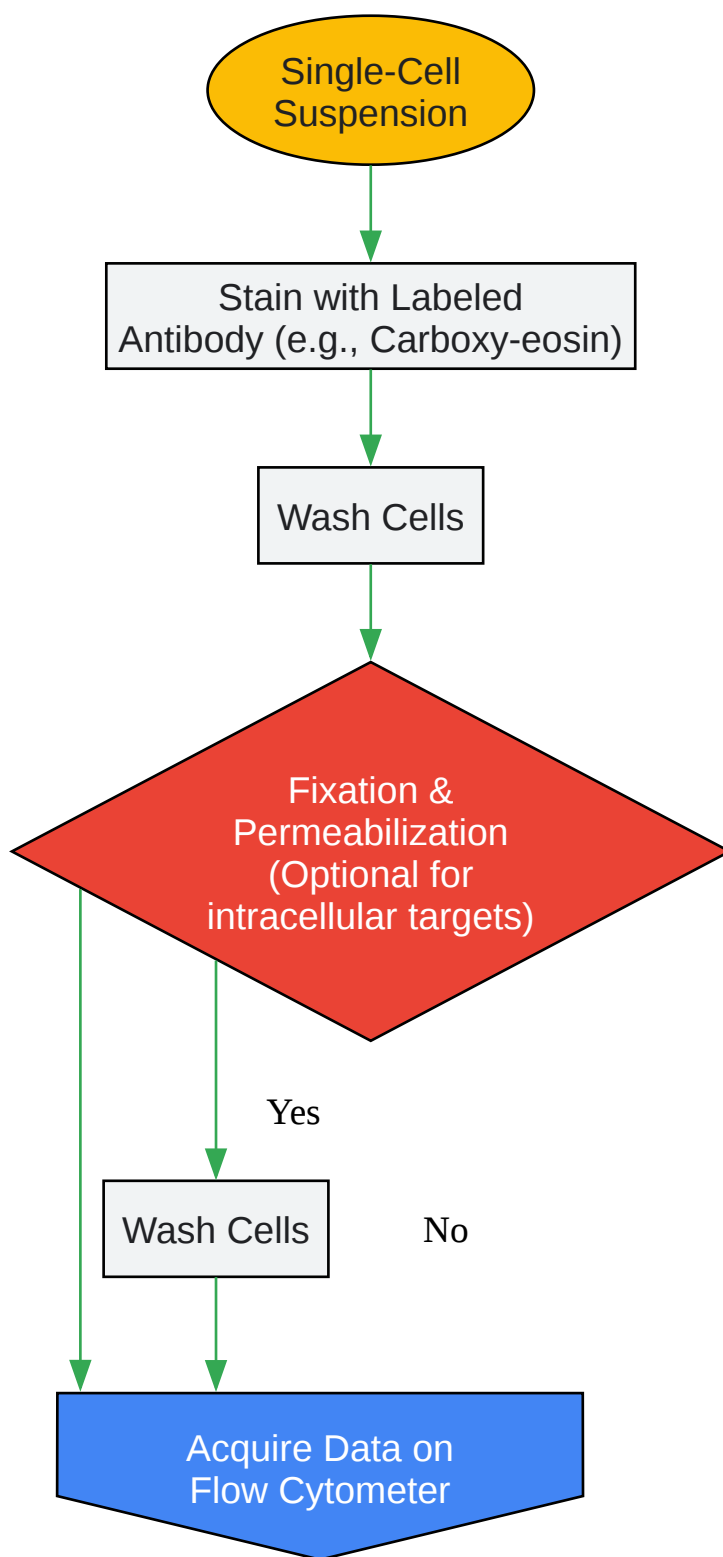 Single-Cell
Suspension
Stain with Labeled
Antibody (e.g., Carboxy-eosin)
Wash Cells
Fixation &
Permeabilization
(Optional for
intracellular targets)
Yes
Wash Cells
No
Acquire Data on
Flow Cytometer